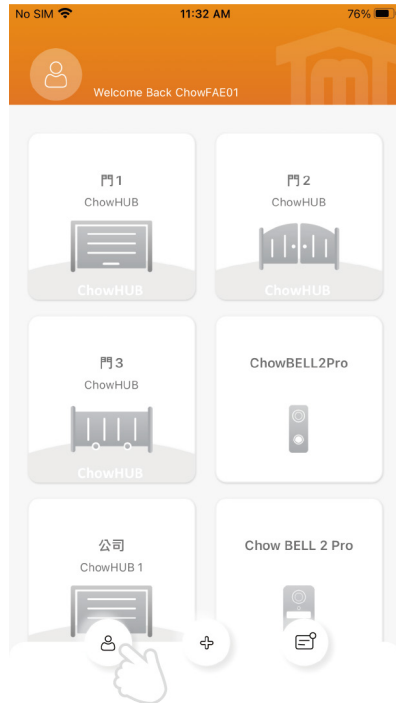 No SIM 11:32 AM 76%
Welcome Back ChowFAE01
門1 門2
ChowHUB ChowHUB
ChowHUB ChowHUB
門3 ChowBELL2Pro
ChowHUB
ChowHUB
公司 Chow BELL 2 Pro
ChowHUB 1